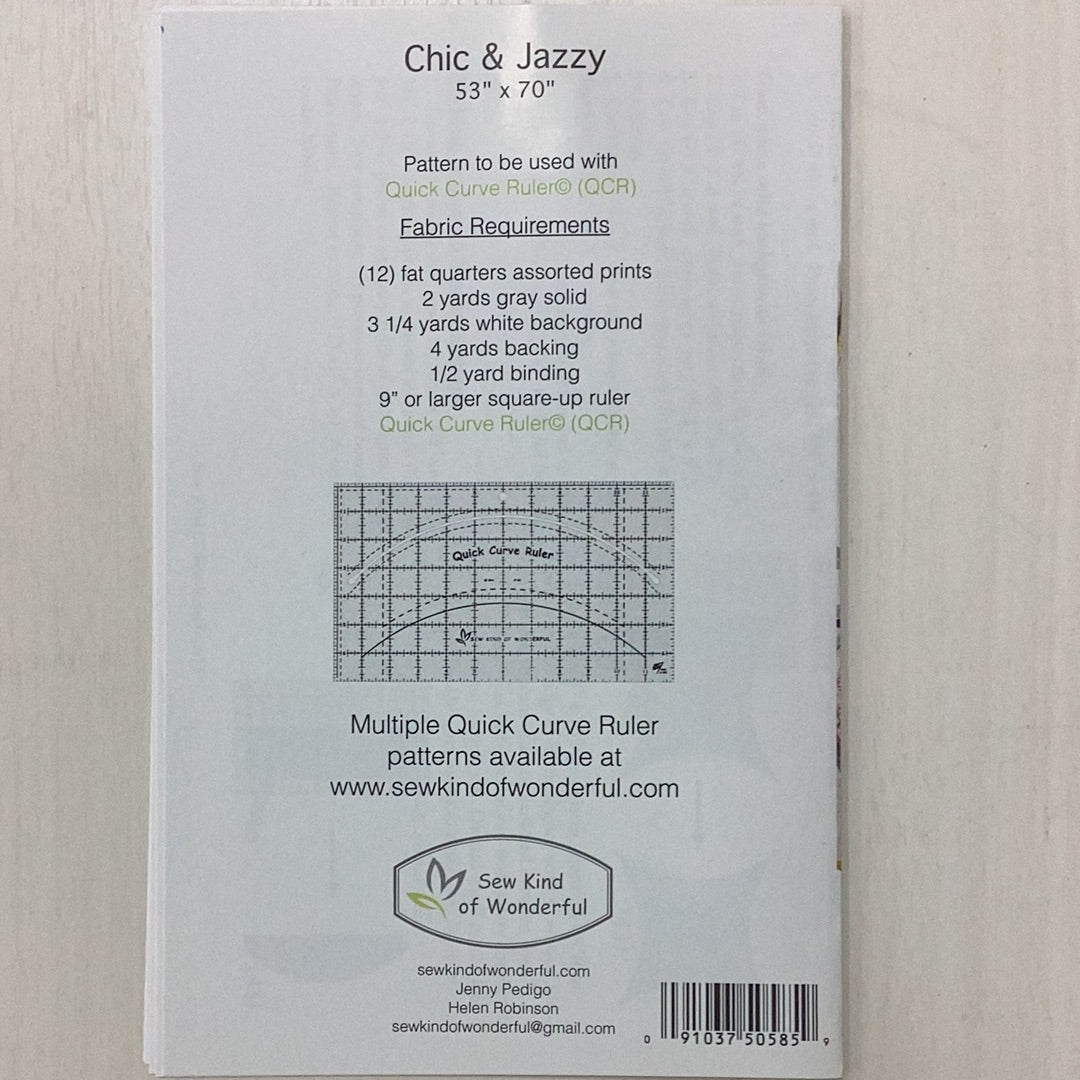 Chic & Jazzy
53" x 70"
Pattern to be used with
Quick Curve Ruler© (QCR)
Fabric Requirements
(12) fat quarters assorted prints
2 yards gray solid
3 1/4 yards white background
4 yards backing
1/2 yard binding
9” or larger square-up ruler
Quick Curve Ruler© (QCR)
Quick Curve Ruler
SEW KIND OF WONDERFUL
Multiple Quick Curve Ruler
patterns available at
www.sewkindofwonderful.com
Sew Kind
of Wonderful
sewkindofwonderful.com
Jenny Pedigo
Helen Robinson
sewkindofwonderful@gmail.com
0 91037 50585 9